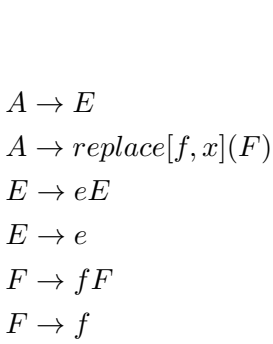 A → E
A → replace[f, x](F)
E → eE
E → e
F → fF
F → f